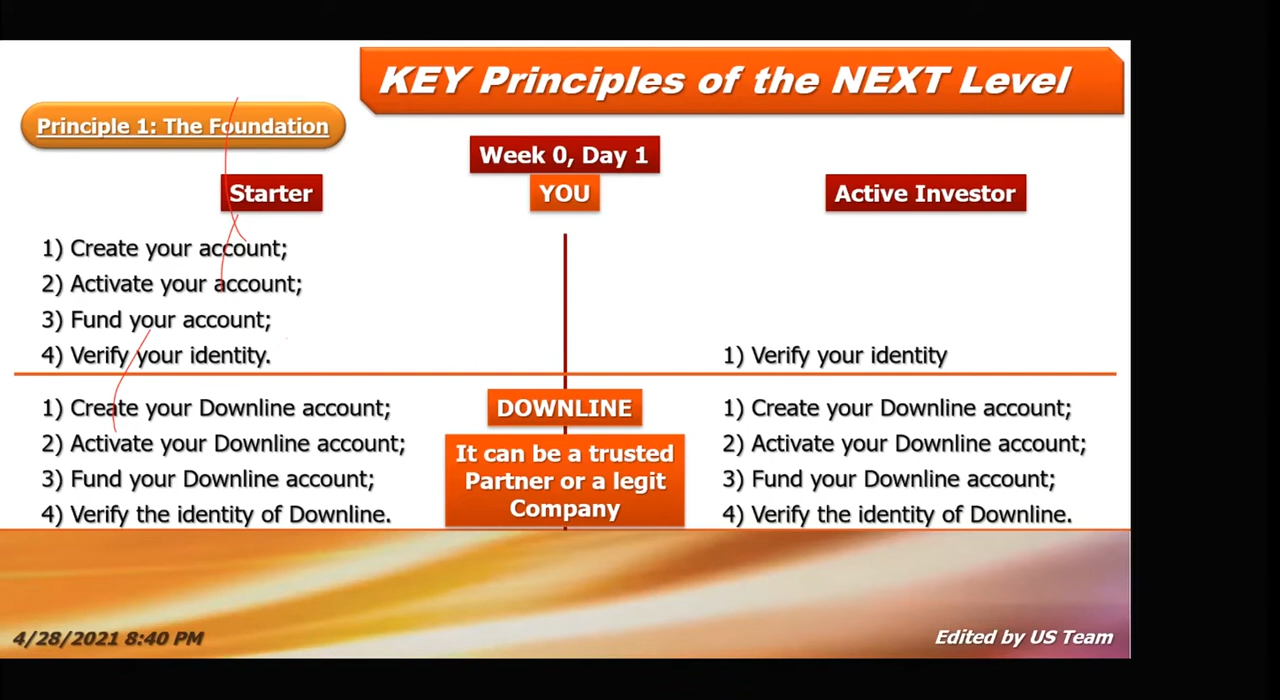 KEY Principles of the NEXT Level
Principle 1: The Foundation
Week 0, Day 1
Starter
YOU
Active Investor
1) Create your account;
2) Activate your account;
3) Fund your account;
4) Verify your identity.
1) Verify your identity
1) Create your Downline account;
2) Activate your Downline account;
3) Fund your Downline account;
4) Verify the identity of Downline.
DOWNLINE
It can be a trusted
Partner or a legit
Company
1) Create your Downline account;
2) Activate your Downline account;
3) Fund your Downline account;
4) Verify the identity of Downline.
4/28/2021 8:40 PM
Edited by US Team